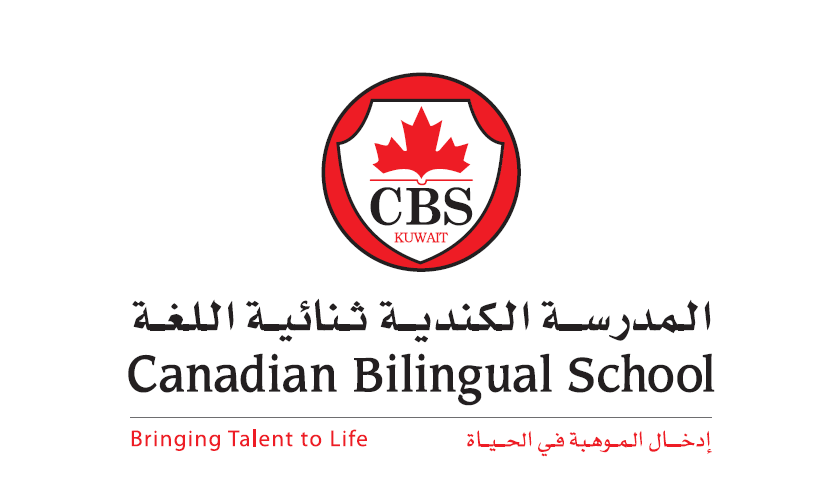 CBS
KUWAIT
المدرسة الكندية ثنائية اللغة
Canadian Bilingual School
Bringing Talent to Life
إدخال الموهبة في الحياة